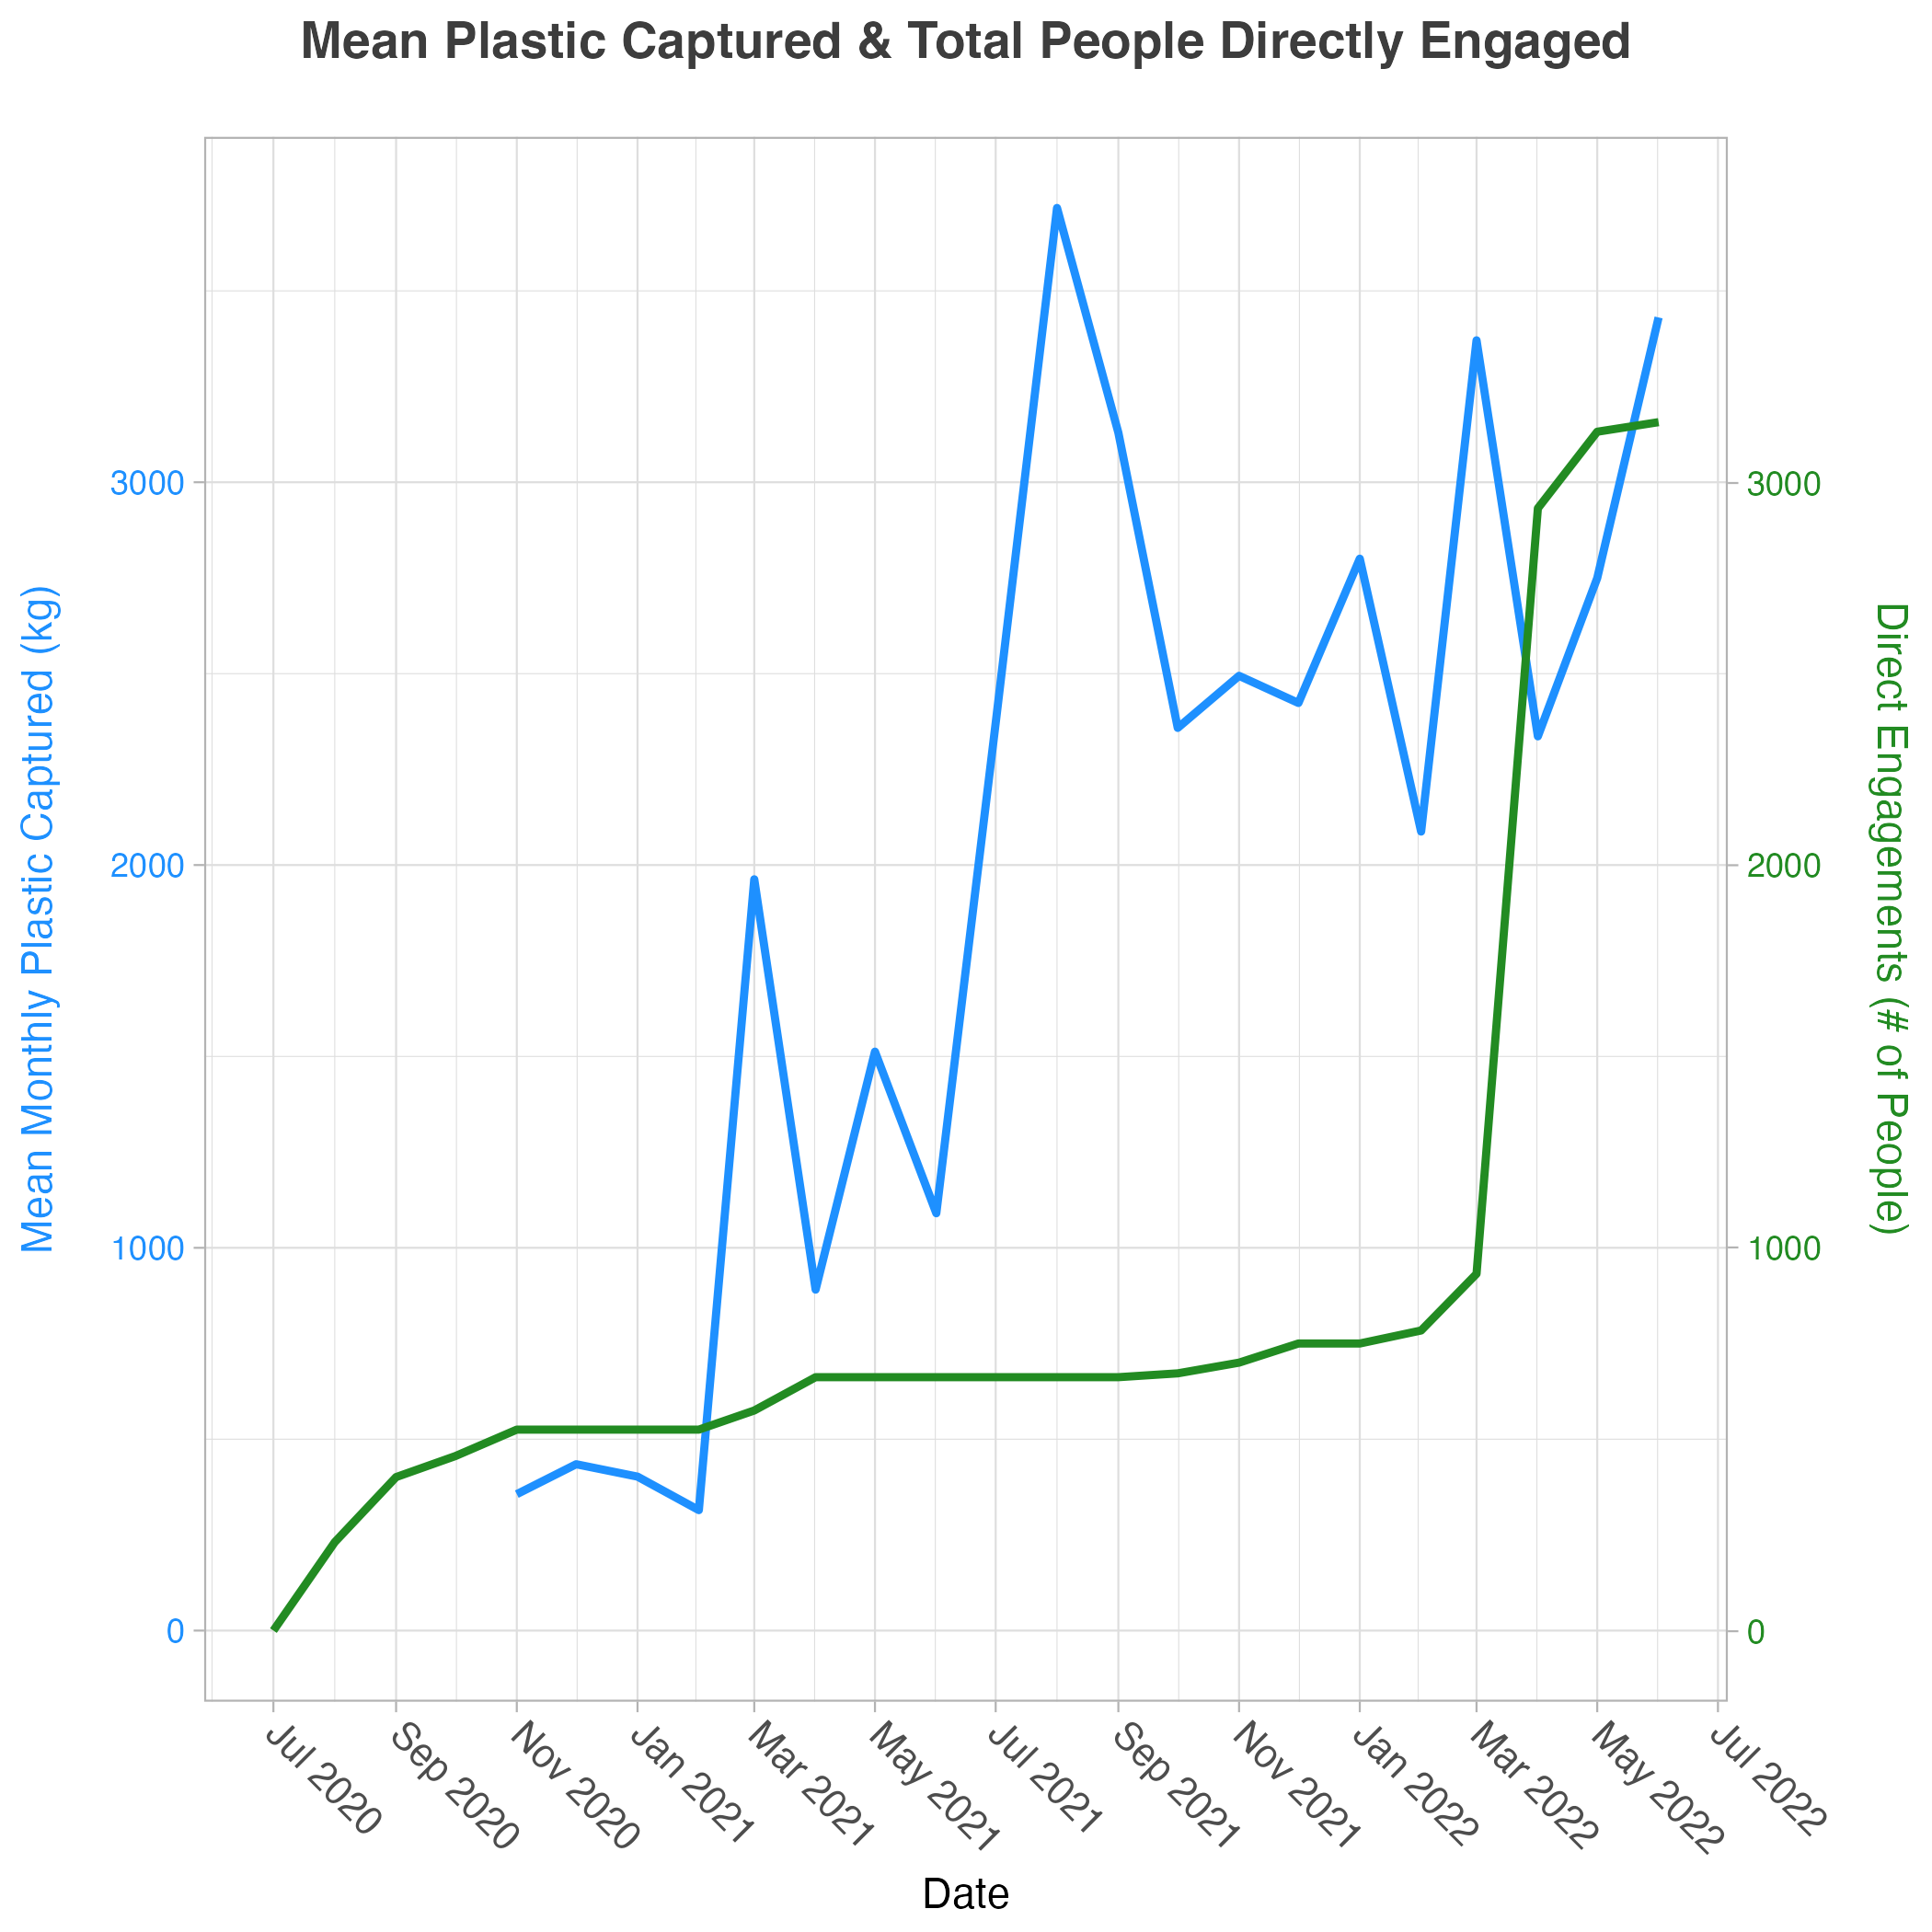 Mean Plastic Captured & Total People Directly Engaged
Mean Monthly Plastic Captured (kg)
3000
2000
1000
0
3000
2000
1000
0
Direct Engagements (# of People)
Jul 2020
Sep 2020
Nov 2020
Jan 2021
Mar 2021
May 2021
Jul 2021
Sep 2021
Nov 2021
Jan 2022
Mar 2022
May 2022
Jul 2022
Date